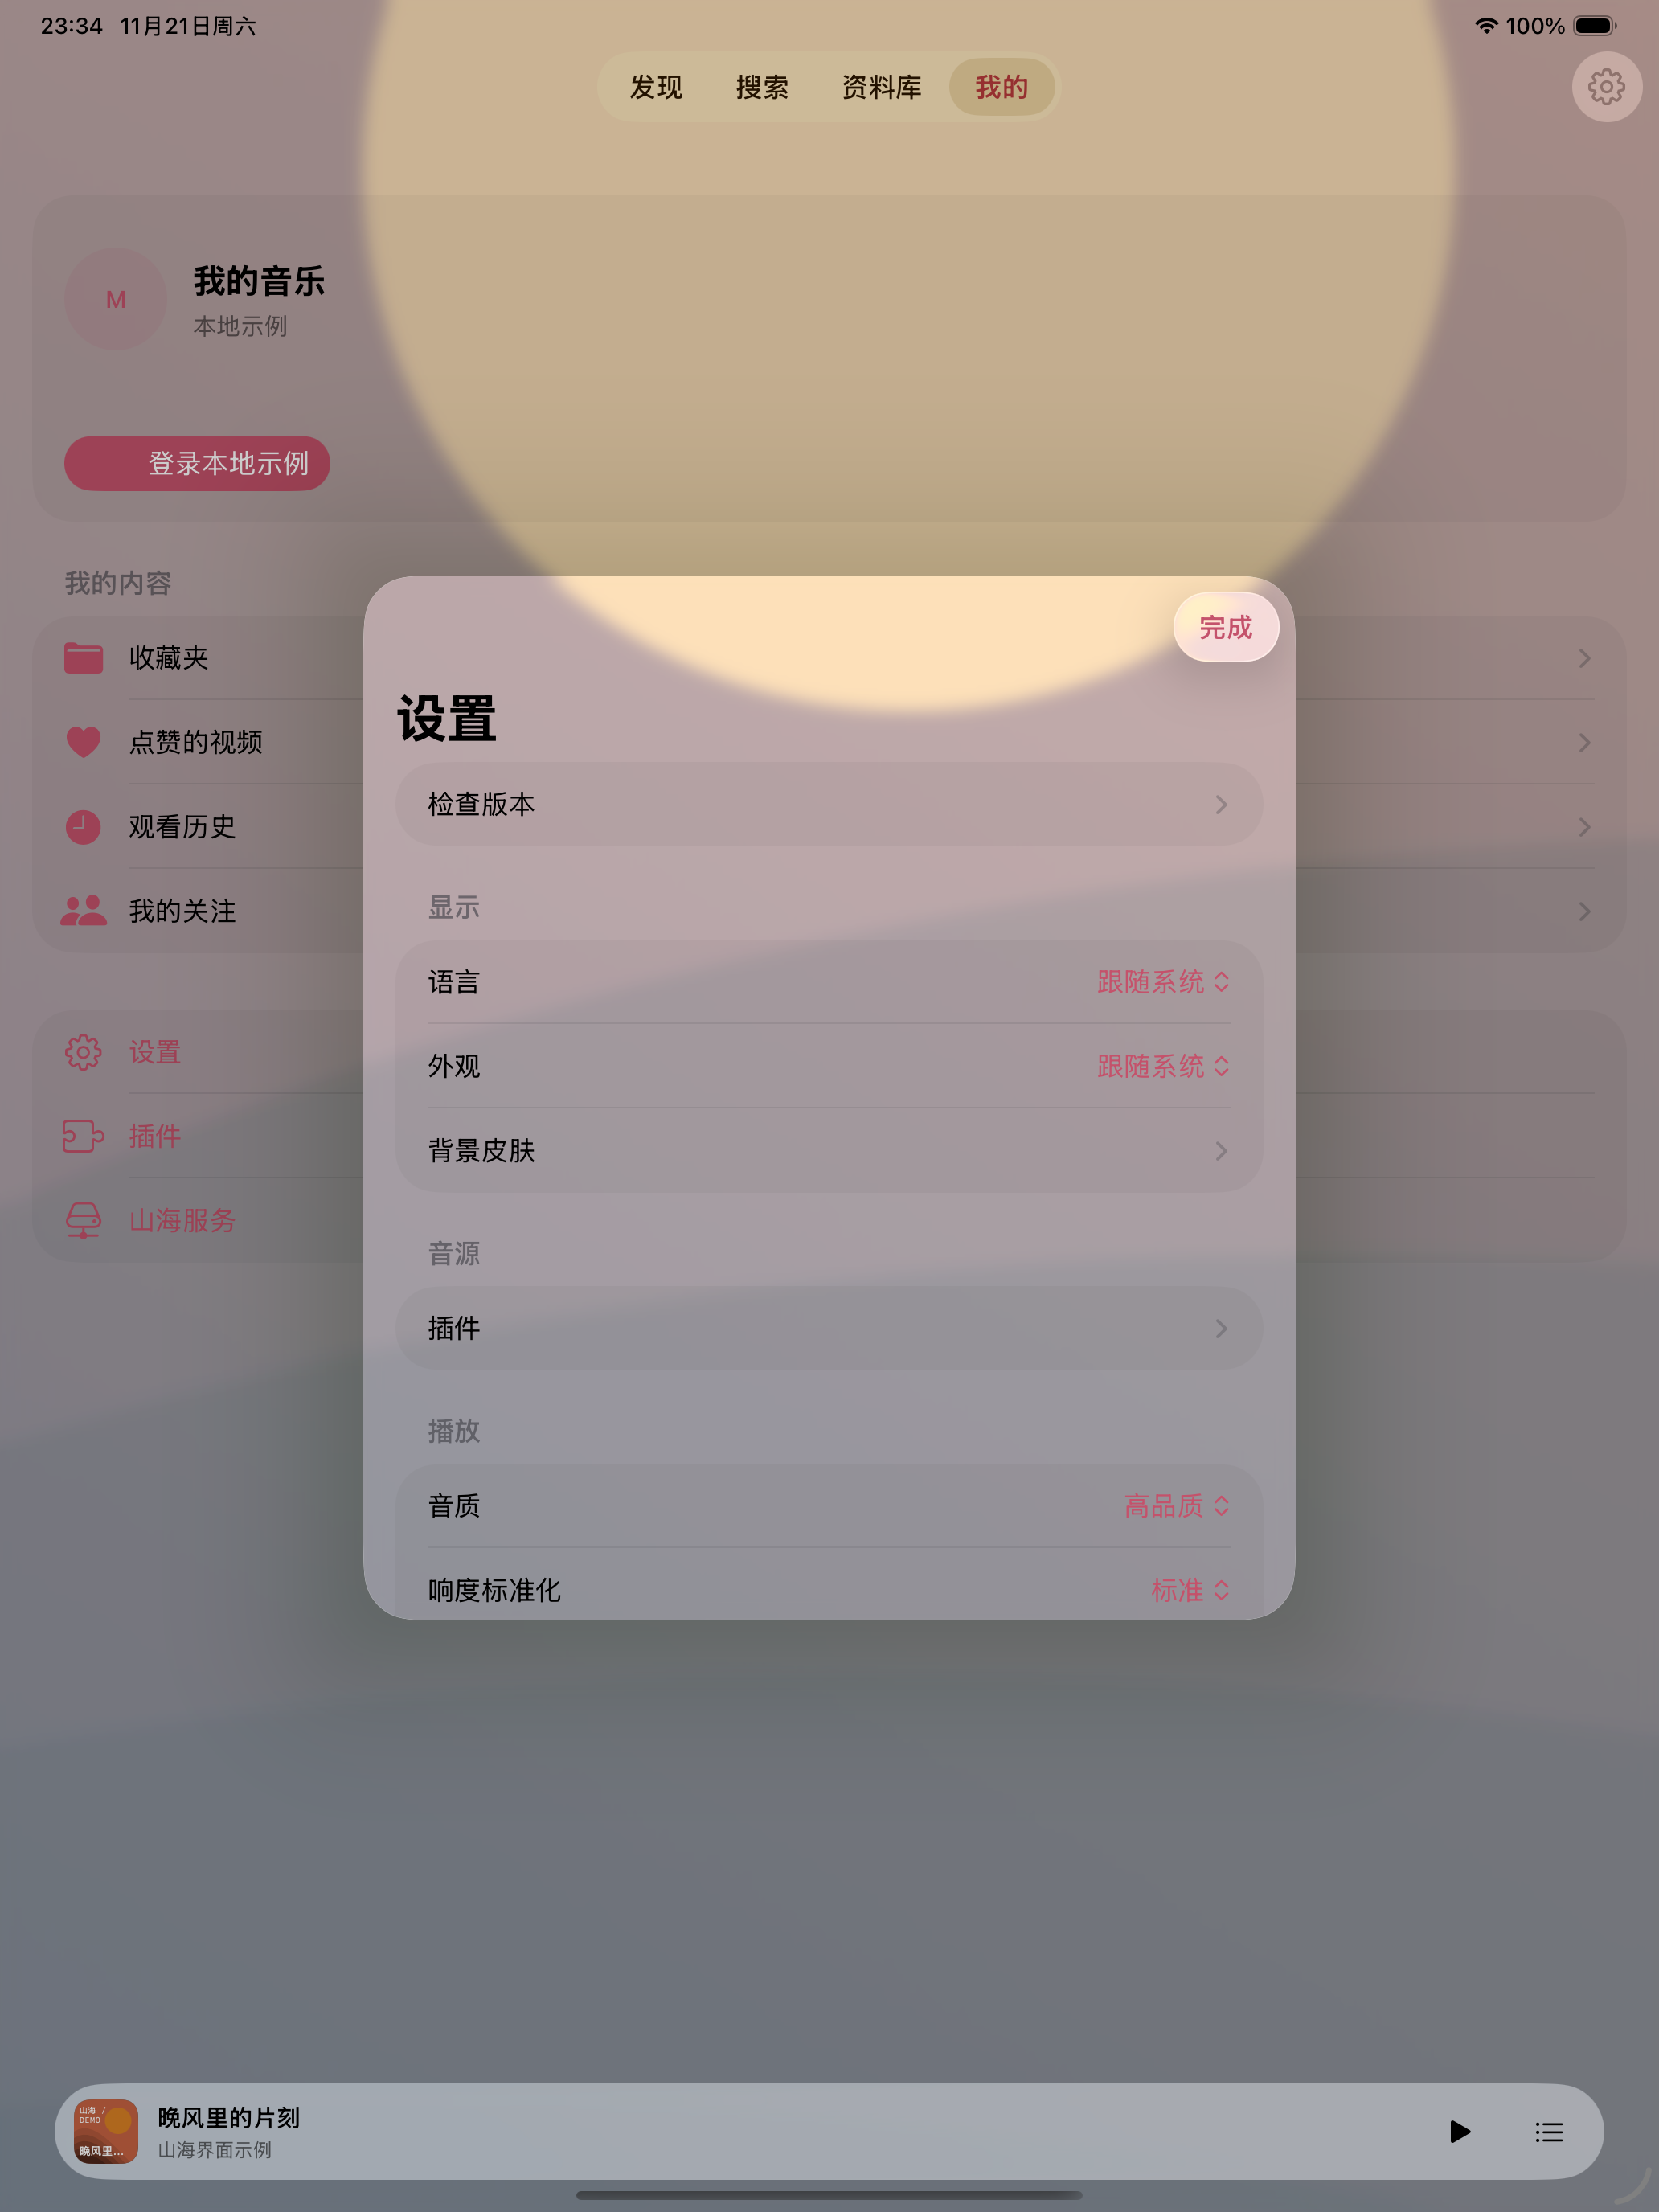 23:34 11月21日周六
100%
发现 搜索 资料库 我的
M
我的音乐
本地示例
登录本地示例
我的内容
收藏夹
点赞的视频
观看历史
我的关注
设置
插件
山海服务
完成
设置
检查版本
显示
语言 跟随系统
外观 跟随系统
背景皮肤
音源
插件
播放
音质 高品质
响度标准化 标准
山海 /
DEMO
晚风里...
晚风里的片刻
山海界面示例